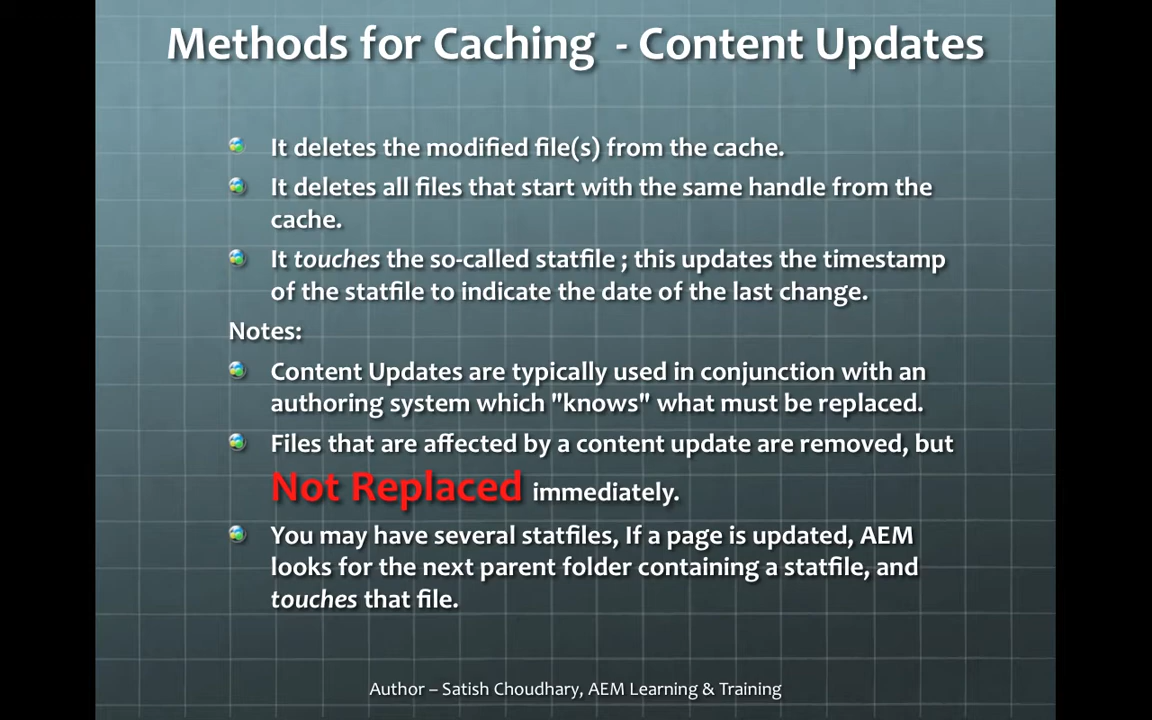 Methods for Caching - Content Updates
It deletes the modified file(s) from the cache.
It deletes all files that start with the same handle from the
cache.
It touches the so-called statfile ; this updates the timestamp
of the statfile to indicate the date of the last change.
Notes:
Content Updates are typically used in conjunction with an
authoring system which "knows" what must be replaced.
Files that are affected by a content update are removed, but
Not Replaced immediately.
You may have several statfiles, If a page is updated, AEM
looks for the next parent folder containing a statfile, and
touches that file.
Author – Satish Choudhary, AEM Learning & Training